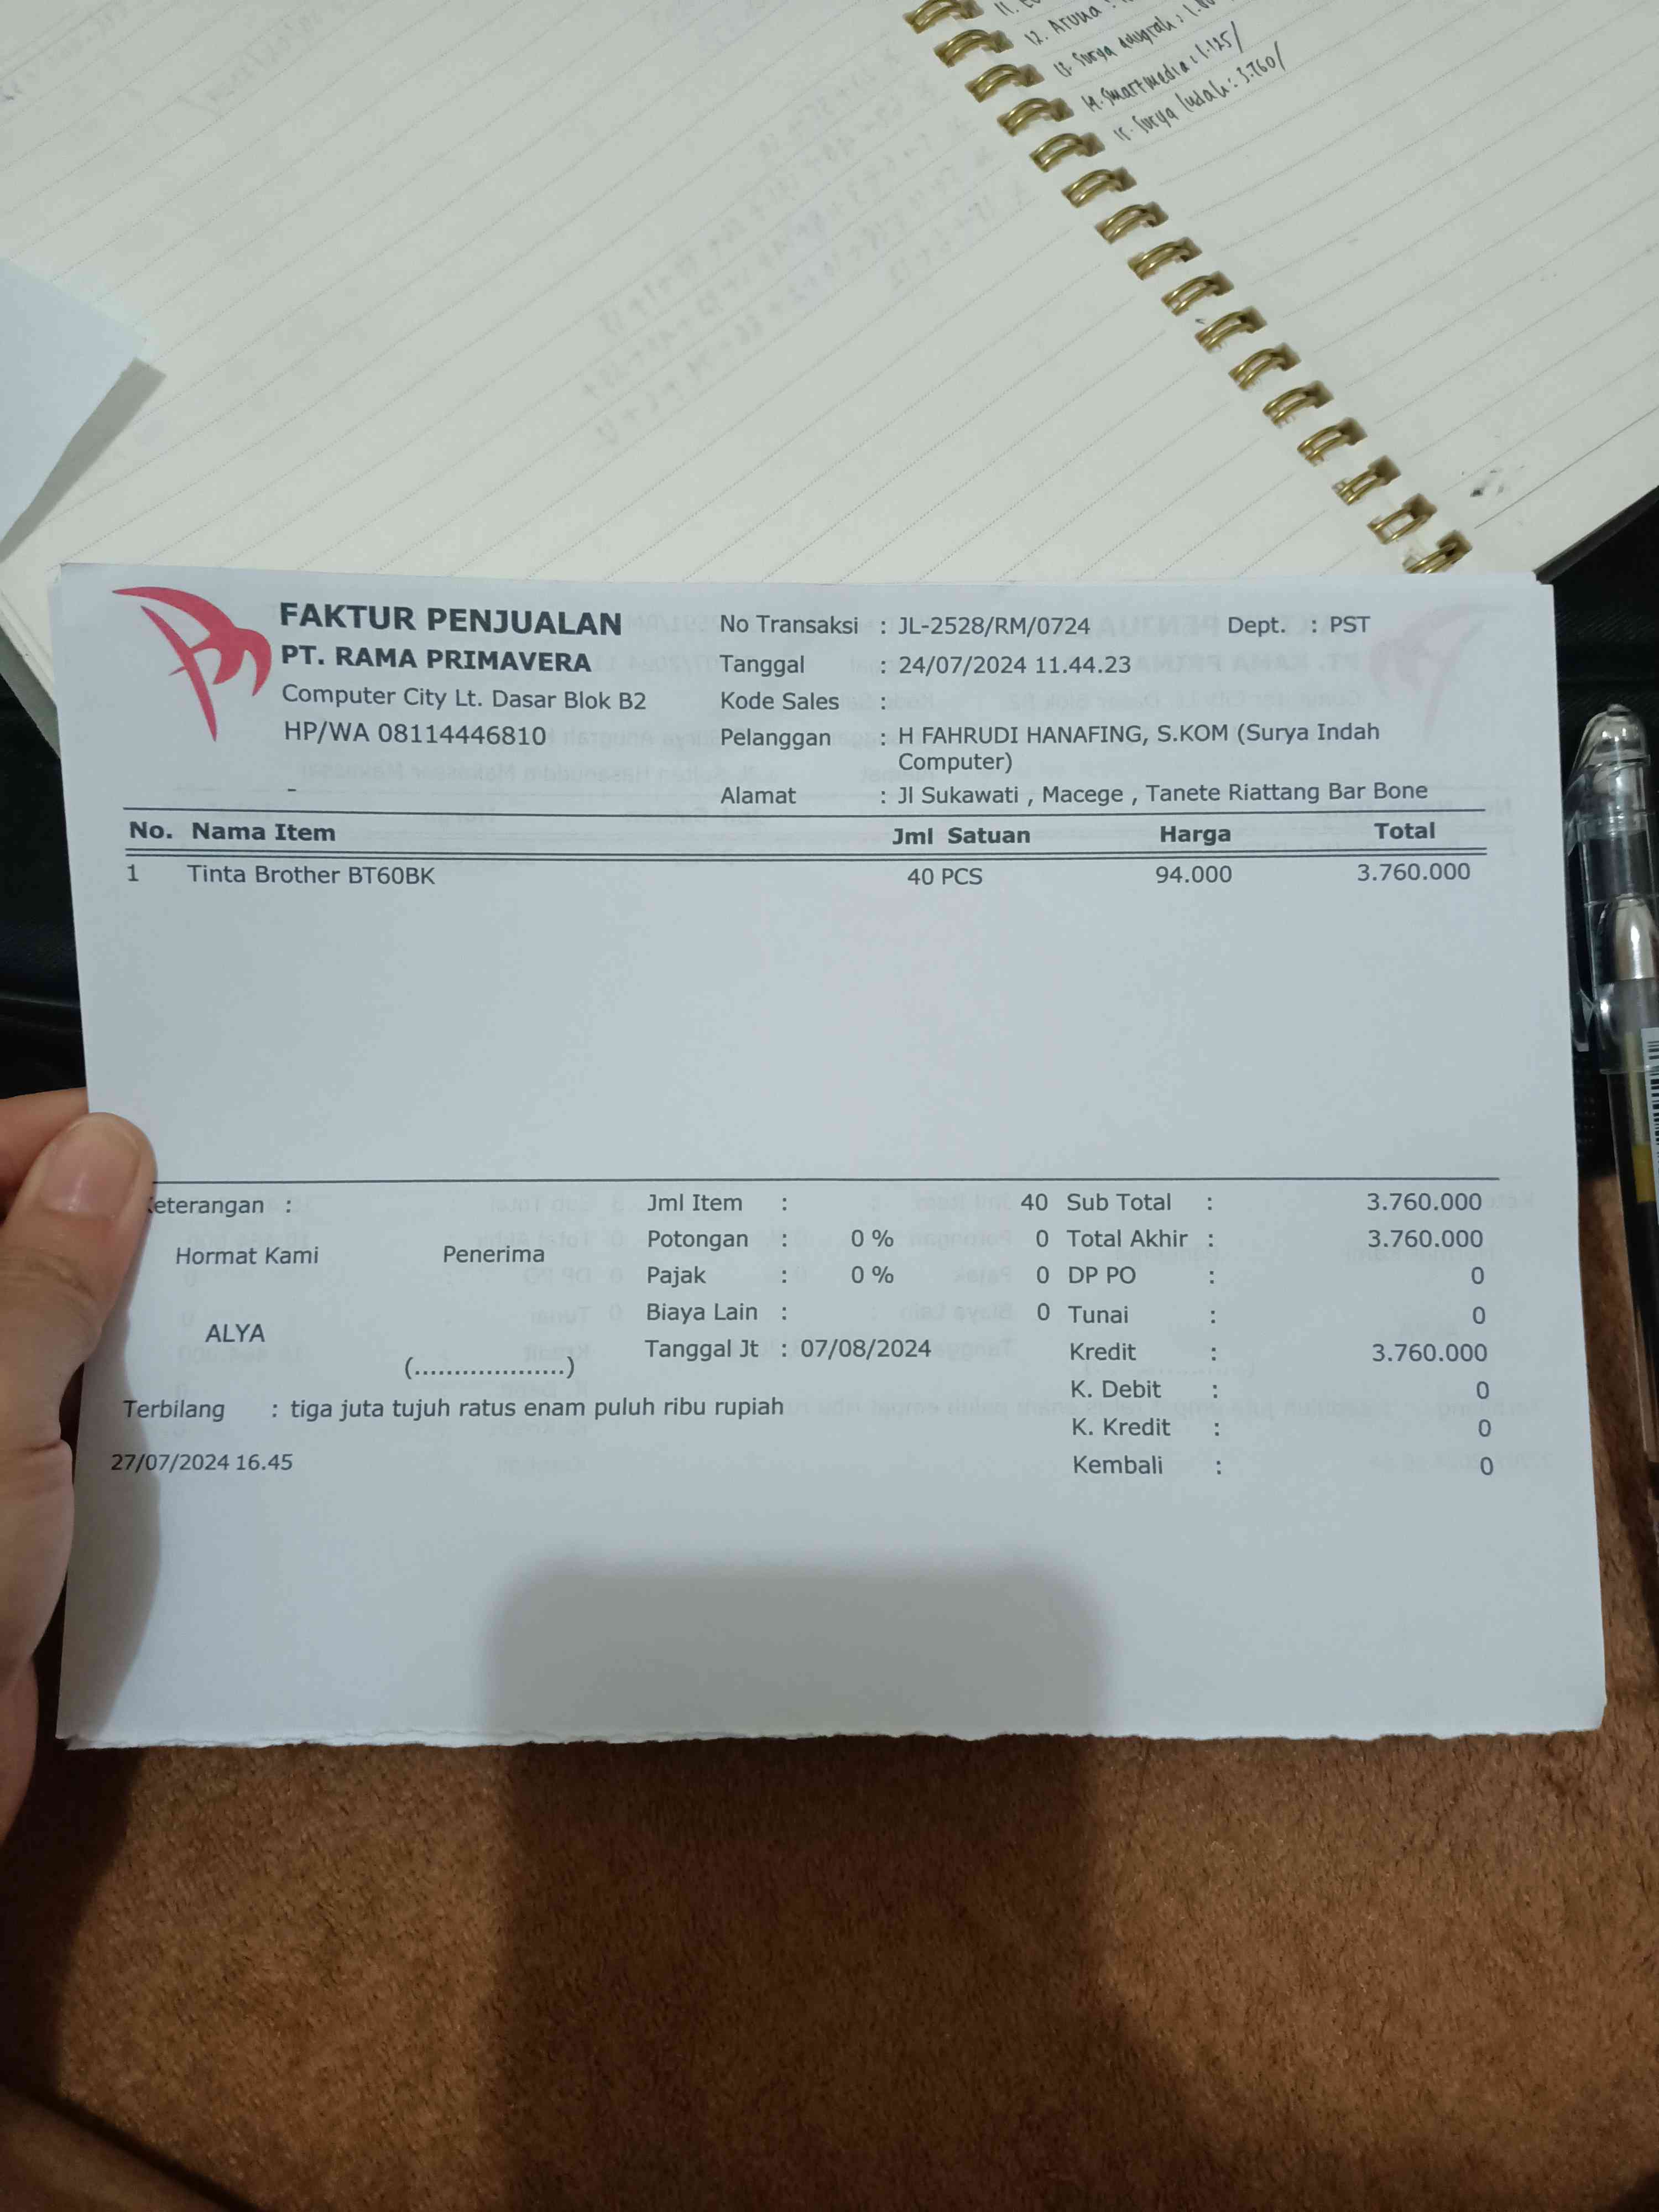 12. Aruna :
13. Surya anugrah :
14. Smartmedia : 1.125/
15. Surya Indah : 3.760/
FAKTUR PENJUALAN
PT. RAMA PRIMAVERA
Computer City Lt. Dasar Blok B2
HP/WA 08114446810
-
No Transaksi : JL-2528/RM/0724 Dept. : PST
Tanggal : 24/07/2024 11.44.23
Kode Sales :
Pelanggan : H FAHRUDI HANAFING, S.KOM (Surya Indah
Computer)
Alamat : Jl Sukawati , Macege , Tanete Riattang Bar Bone
No. Nama Item Jml Satuan Harga Total
1 Tinta Brother BT60BK 40 PCS 94.000 3.760.000
Keterangan :
Hormat Kami Penerima
ALYA
(...................)
Jml Item : 40
Potongan : 0 % 0
Pajak : 0 % 0
Biaya Lain : 0
Tanggal Jt : 07/08/2024
Sub Total : 3.760.000
Total Akhir : 3.760.000
DP PO : 0
Tunai : 0
Kredit : 3.760.000
K. Debit : 0
K. Kredit : 0
Kembali : 0
Terbilang : tiga juta tujuh ratus enam puluh ribu rupiah
27/07/2024 16.45